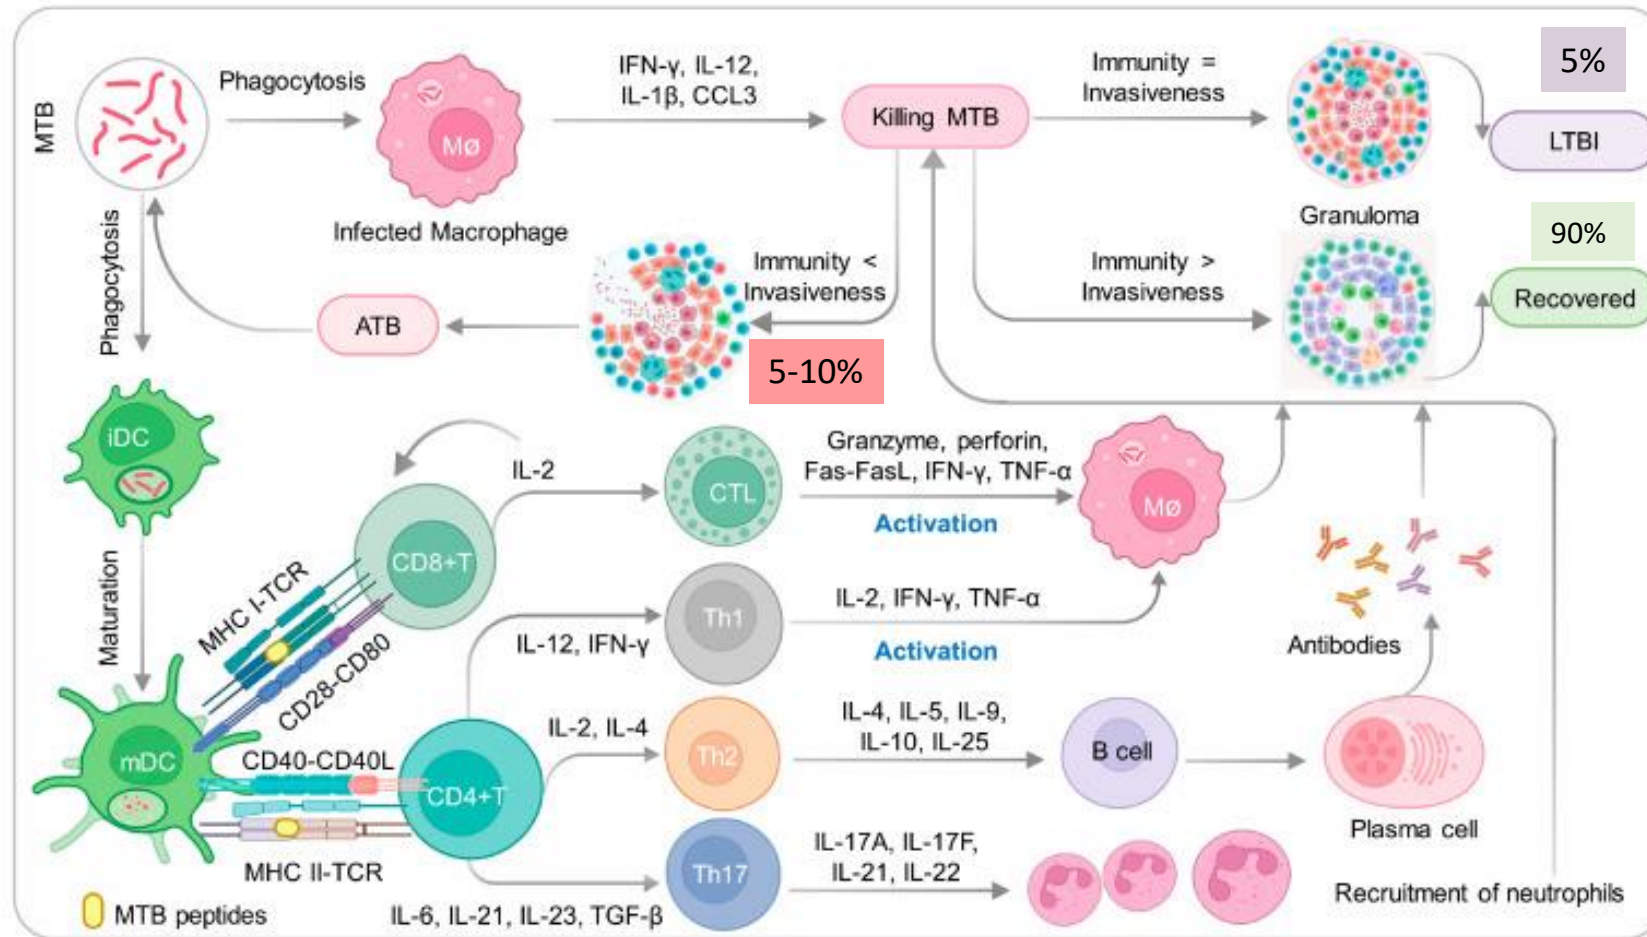 MTB
Phagocytosis
Mø
Infected Macrophage
IFN-γ, IL-12,
IL-1β, CCL3
Killing MTB
Immunity =
Invasiveness
Granuloma
5%
LTBI
90%
Recovered
Immunity >
Invasiveness
Immunity <
Invasiveness
5-10%
ATB
Phagocytosis
iDC
Maturation
mDC
MHC I-TCR
CD28-CD80
CD8+T
IL-2
CTL
Granzyme, perforin,
Fas-FasL, IFN-γ, TNF-α
Activation
Mø
IL-12, IFN-γ
Th1
IL-2, IFN-γ, TNF-α
Activation
CD40-CD40L
CD4+T
MHC II-TCR
IL-2, IL-4
Th2
IL-4, IL-5, IL-9,
IL-10, IL-25
B cell
Plasma cell
Antibodies
IL-6, IL-21, IL-23, TGF-β
Th17
IL-17A, IL-17F,
IL-21, IL-22
Recruitment of neutrophils
MTB peptides